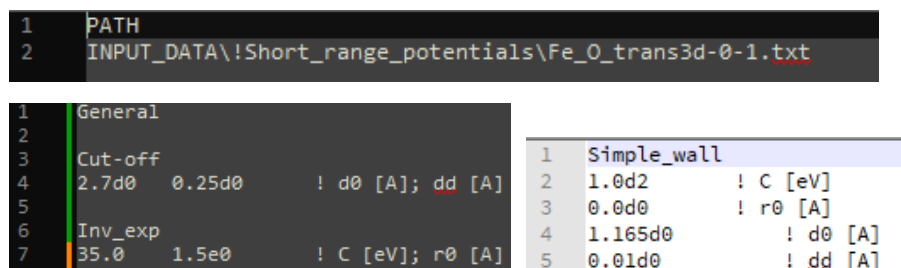 1 PATH
2 INPUT_DATA\!Short_range_potentials\Fe_O_trans3d-0-1.txt
1 General
2
3 Cut-off
4 2.7d0 0.25d0 ! d0 [A]; dd [A]
5
6 Inv_exp
7 35.0 1.5e0 ! C [eV]; r0 [A]
1 Simple_wall
2 1.0d2 ! C [eV]
3 0.0d0 ! r0 [A]
4 1.165d0 ! d0 [A]
5 0.01d0 ! dd [A]